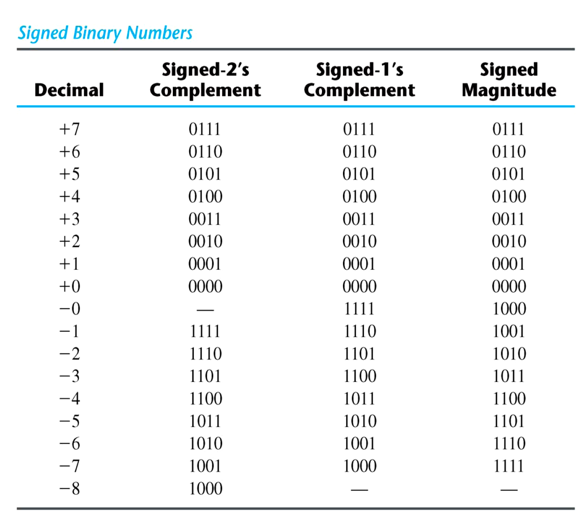 Signed Binary Numbers
Decimal Signed-2's Complement Signed-1's Complement Signed Magnitude
+7 0111 0111 0111
+6 0110 0110 0110
+5 0101 0101 0101
+4 0100 0100 0100
+3 0011 0011 0011
+2 0010 0010 0010
+1 0001 0001 0001
+0 0000 0000 0000
−0 — 1111 1000
−1 1111 1110 1001
−2 1110 1101 1010
−3 1101 1100 1011
−4 1100 1011 1100
−5 1011 1010 1101
−6 1010 1001 1110
−7 1001 1000 1111
−8 1000 — —